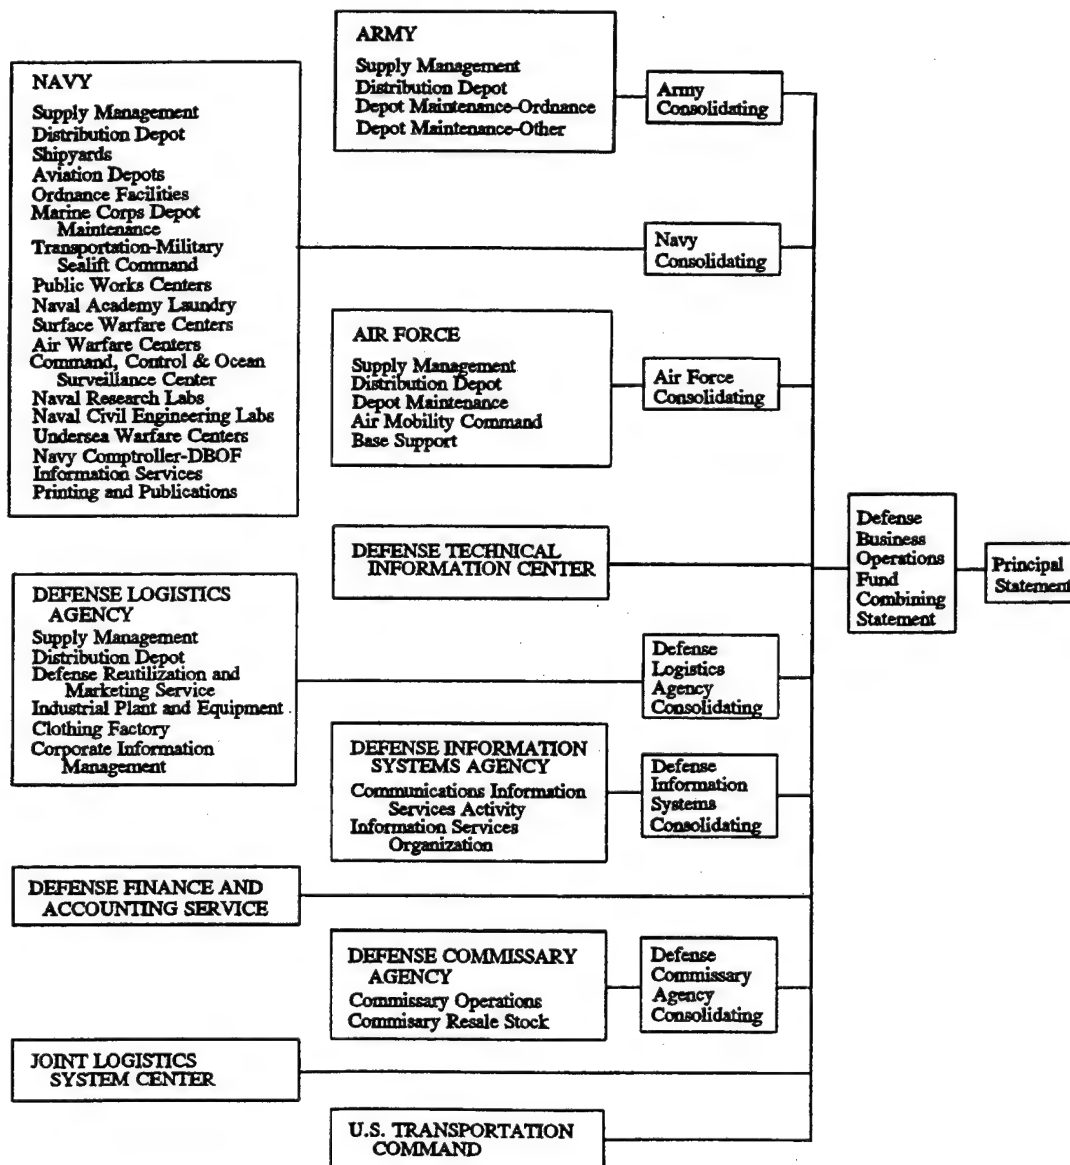 ARMY
Supply Management
Distribution Depot
Depot Maintenance-Ordnance
Depot Maintenance-Other
Army
Consolidating
NAVY
Supply Management
Distribution Depot
Shipyards
Aviation Depots
Ordnance Facilities
Marine Corps Depot
Maintenance
Transportation-Military
Sealift Command
Public Works Centers
Naval Academy Laundry
Surface Warfare Centers
Air Warfare Centers
Command, Control & Ocean
Surveillance Center
Naval Research Labs
Naval Civil Engineering Labs
Undersea Warfare Centers
Navy Comptroller-DBOF
Information Services
Printing and Publications
Navy
Consolidating
AIR FORCE
Supply Management
Distribution Depot
Depot Maintenance
Air Mobility Command
Base Support
Air Force
Consolidating
DEFENSE TECHNICAL
INFORMATION CENTER
Defense
Business
Operations
Fund
Combining
Statement
Principal
Statement
DEFENSE LOGISTICS
AGENCY
Supply Management
Distribution Depot
Defense Reutilization and
Marketing Service
Industrial Plant and Equipment
Clothing Factory
Corporate Information
Management
Defense
Logistics
Agency
Consolidating
DEFENSE INFORMATION
SYSTEMS AGENCY
Communications Information
Services Activity
Information Services
Organization
Defense
Information
Systems
Consolidating
DEFENSE FINANCE AND
ACCOUNTING SERVICE
DEFENSE COMMISSARY
AGENCY
Commissary Operations
Commisary Resale Stock
Defense
Commissary
Agency
Consolidating
JOINT LOGISTICS
SYSTEM CENTER
U.S. TRANSPORTATION
COMMAND